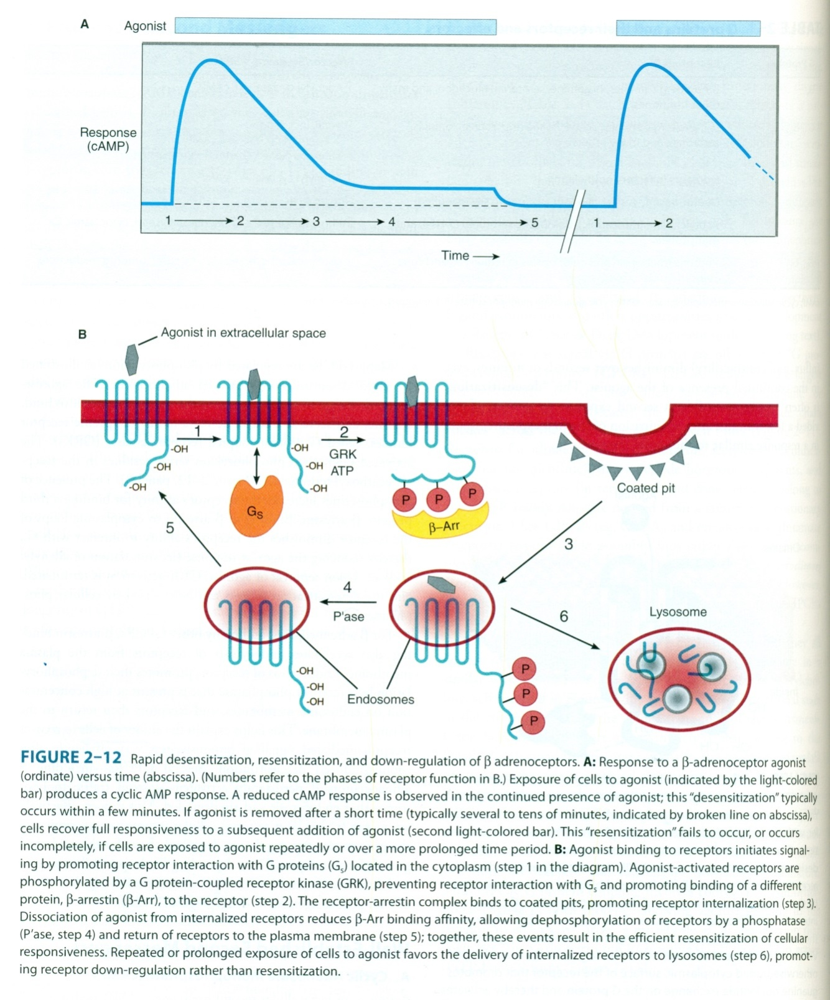 A
Agonist
Response
(cAMP)
1 2 3 4 5 1 2
Time
B
Agonist in extracellular space
-OH
-OH
-OH
1
-OH
-OH
-OH
Gs
2
GRK
ATP
P P P
β–Arr
Coated pit
3
5
4
P'ase
6
Lysosome
-OH
-OH
-OH
Endosomes
P
P
P
FIGURE 2–12 Rapid desensitization, resensitization, and down-regulation of β adrenoceptors. A: Response to a β-adrenoceptor agonist
(ordinate) versus time (abscissa). (Numbers refer to the phases of receptor function in B.) Exposure of cells to agonist (indicated by the light-colored
bar) produces a cyclic AMP response. A reduced cAMP response is observed in the continued presence of agonist; this “desensitization” typically
occurs within a few minutes. If agonist is removed after a short time (typically several to tens of minutes, indicated by broken line on abscissa),
cells recover full responsiveness to a subsequent addition of agonist (second light-colored bar). This “resensitization” fails to occur, or occurs
incompletely, if cells are exposed to agonist repeatedly or over a more prolonged time period. B: Agonist binding to receptors initiates signal-
ing by promoting receptor interaction with G proteins (Gs) located in the cytoplasm (step 1 in the diagram). Agonist-activated receptors are
phosphorylated by a G protein-coupled receptor kinase (GRK), preventing receptor interaction with Gs and promoting binding of a different
protein, β-arrestin (β-Arr), to the receptor (step 2). The receptor-arrestin complex binds to coated pits, promoting receptor internalization (step 3).
Dissociation of agonist from internalized receptors reduces β-Arr binding affinity, allowing dephosphorylation of receptors by a phosphatase
(P'ase, step 4) and return of receptors to the plasma membrane (step 5); together, these events result in the efficient resensitization of cellular
responsiveness. Repeated or prolonged exposure of cells to agonist favors the delivery of internalized receptors to lysosomes (step 6), promot-
ing receptor down-regulation rather than resensitization.